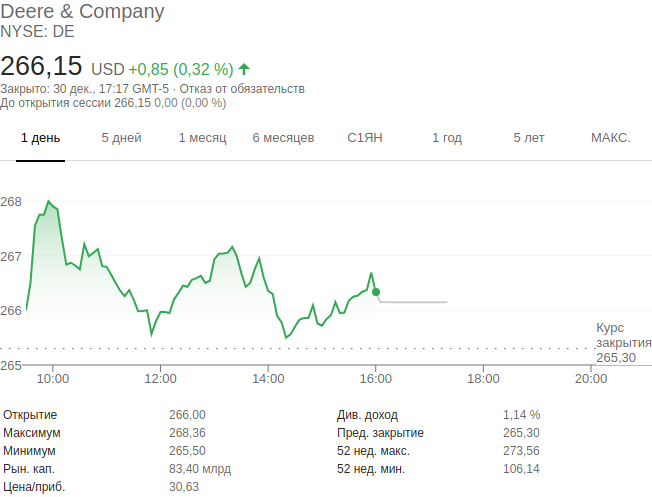 Deere & Company
NYSE: DE
266,15 USD +0,85 (0,32 %)
Закрыто: 30 дек., 17:17 GMT-5 · Отказ от обязательств
До открытия сессии 266,15 0,00 (0,00 %)
1 день 5 дней 1 месяц 6 месяцев С1ЯН 1 год 5 лет МАКС.
268
267
266
Курс
закрытия
265,30
265
10:00 12:00 14:00 16:00 18:00 20:00
Открытие 266,00 Див. доход 1,14 %
Максимум 268,36 Пред. закрытие 265,30
Минимум 265,50 52 нед. макс. 273,56
Рын. кап. 83,40 млрд 52 нед. мин. 106,14
Цена/приб. 30,63